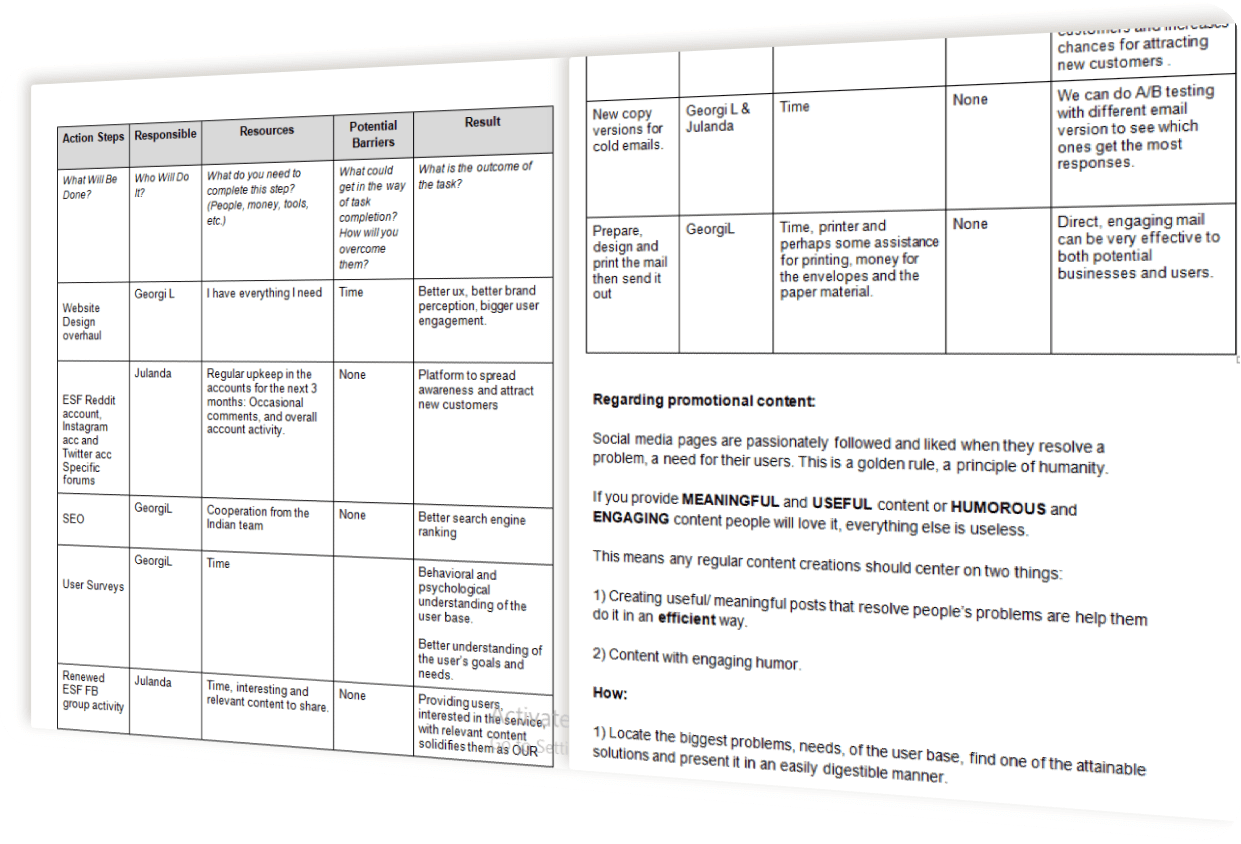 Action Steps
Responsible
Resources
Potential
Barriers
Result
What Will Be
Done?
Who Will Do
It?
What do you need to
complete this step?
(People, money, tools,
etc.)
What could
get in the way
of task
completion?
How will you
overcome
them?
What is the outcome of
the task?
Website
Design
overhaul
Georgi L
I have everything I need
Time
Better ux, better brand
perception, bigger user
engagement.
ESF Reddit
account,
Instagram
acc and
Twitter acc
Specific
forums
Julanda
Regular upkeep in the
accounts for the next 3
months: Occasional
comments, and overall
account activity.
None
Platform to spread
awareness and attract
new customers
SEO
GeorgiL
Cooperation from the
Indian team
None
Better search engine
ranking
User Surveys
GeorgiL
Time
Behavioral and
psychological
understanding of the
user base.
Better understanding of
the user's goals and
needs.
Renewed
ESF FB
group activity
Julanda
Time, interesting and
relevant content to share.
None
Providing users,
interested in the service,
with relevant content
solidifies them as OUR
Activate
customers and increases
chances for attracting
new customers .
New copy
versions for
cold emails.
Georgi L &
Julanda
Time
None
We can do A/B testing
with different email
version to see which
ones get the most
responses.
Prepare,
design and
print the mail
then send it
out
GeorgiL
Time, printer and
perhaps some assistance
for printing, money for
the envelopes and the
paper material.
None
Direct, engaging mail
can be very effective to
both potential
businesses and users.
Regarding promotional content:
Social media pages are passionately followed and liked when they resolve a
problem, a need for their users. This is a golden rule, a principle of humanity.
If you provide MEANINGFUL and USEFUL content or HUMOROUS and
ENGAGING content people will love it, everything else is useless.
This means any regular content creations should center on two things:
1) Creating useful/ meaningful posts that resolve people's problems are help them
do it in an efficient way.
2) Content with engaging humor.
How:
1) Locate the biggest problems, needs, of the user base, find one of the attainable
solutions and present it in an easily digestible manner.